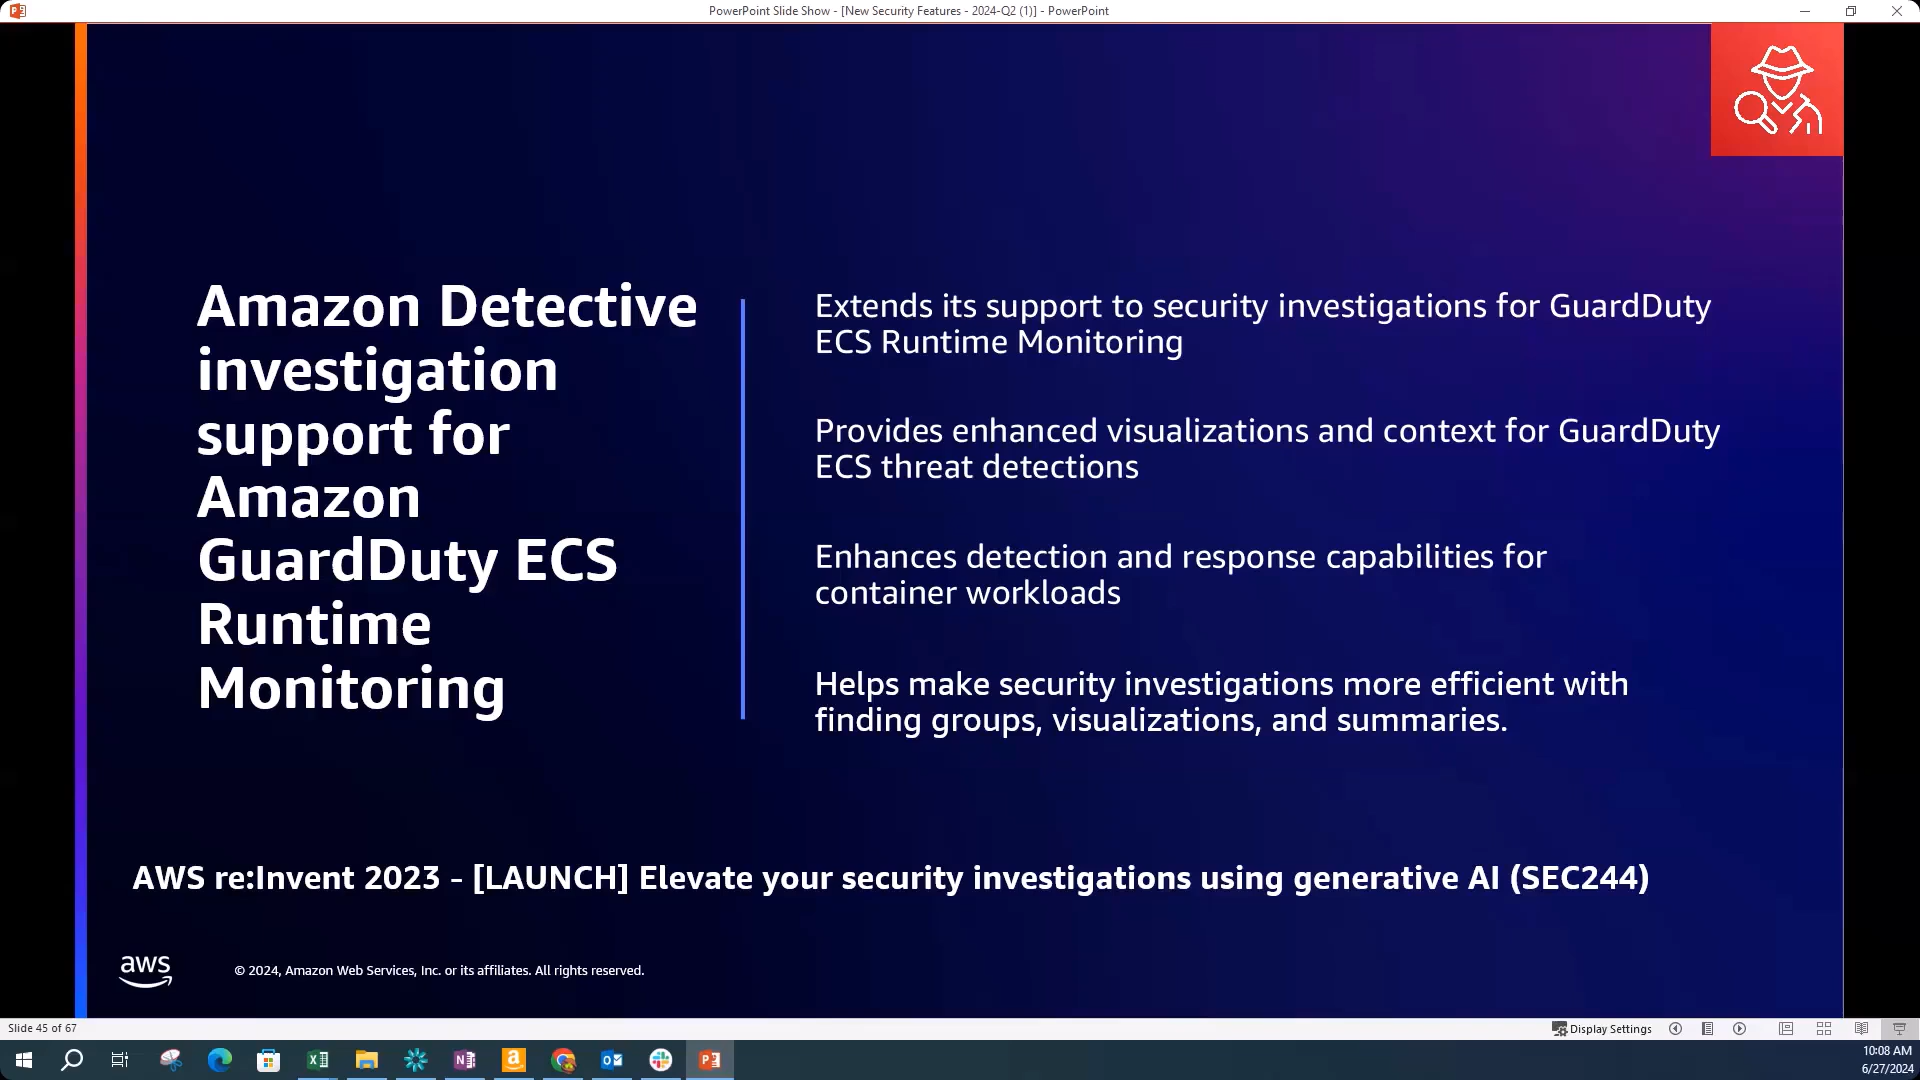 PowerPoint Slide Show - [New Security Features - 2024-Q2 (1)] - PowerPoint
Amazon Detective
investigation
support for
Amazon
GuardDuty ECS
Runtime
Monitoring
Extends its support to security investigations for GuardDuty
ECS Runtime Monitoring
Provides enhanced visualizations and context for GuardDuty
ECS threat detections
Enhances detection and response capabilities for
container workloads
Helps make security investigations more efficient with
finding groups, visualizations, and summaries.
AWS re:Invent 2023 - [LAUNCH] Elevate your security investigations using generative AI (SEC244)
aws
© 2024, Amazon Web Services, Inc. or its affiliates. All rights reserved.
Slide 45 of 67
Display Settings
10:08 AM
6/27/2024